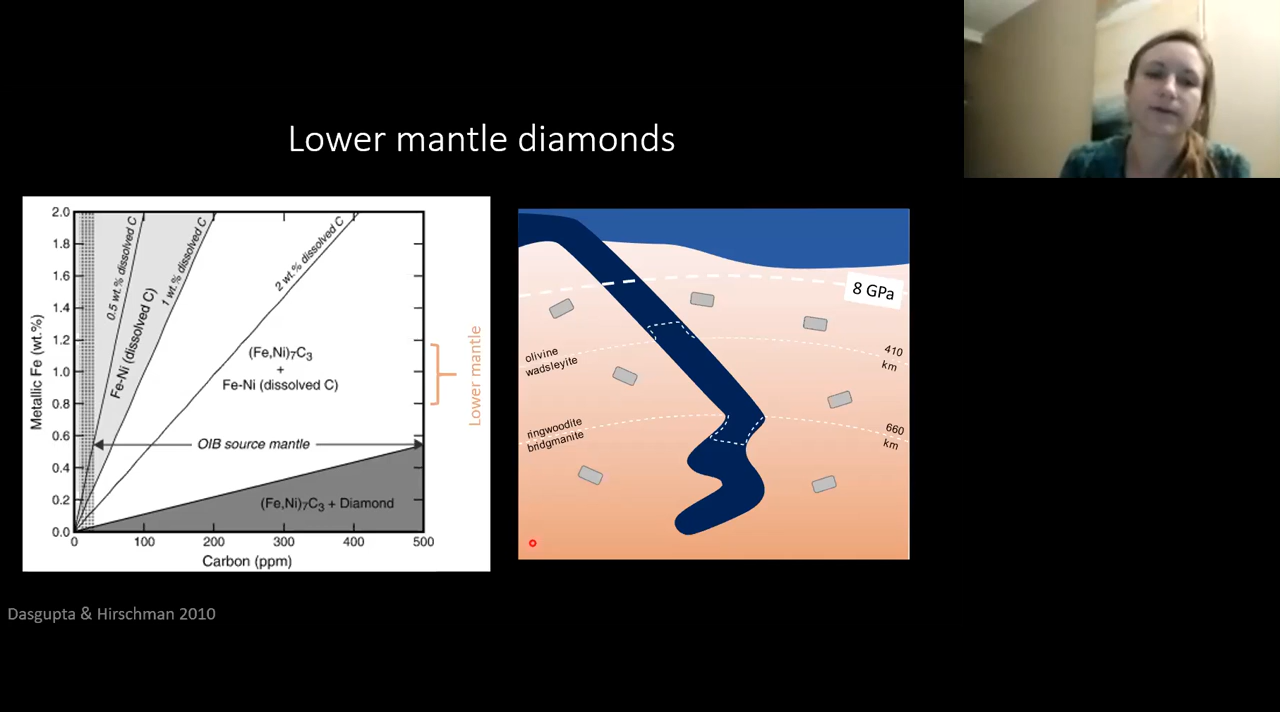 Lower mantle diamonds
2.0
1.8
1.6
1.4
1.2
1.0
0.8
0.6
0.4
0.2
0.0
Metallic Fe (wt.%)
0.5 wt.% dissolved C
Fe-Ni (dissolved C)
1 wt.% dissolved C
2 wt.% dissolved C
(Fe,Ni)₇C₃
+
Fe-Ni (dissolved C)
OIB source mantle
(Fe,Ni)₇C₃ + Diamond
0
100
200
300
400
500
Carbon (ppm)
Lower mantle
8 GPa
olivine
wadsleyite
410
km
ringwoodite
bridgmanite
660
km
Dasgupta & Hirschman 2010